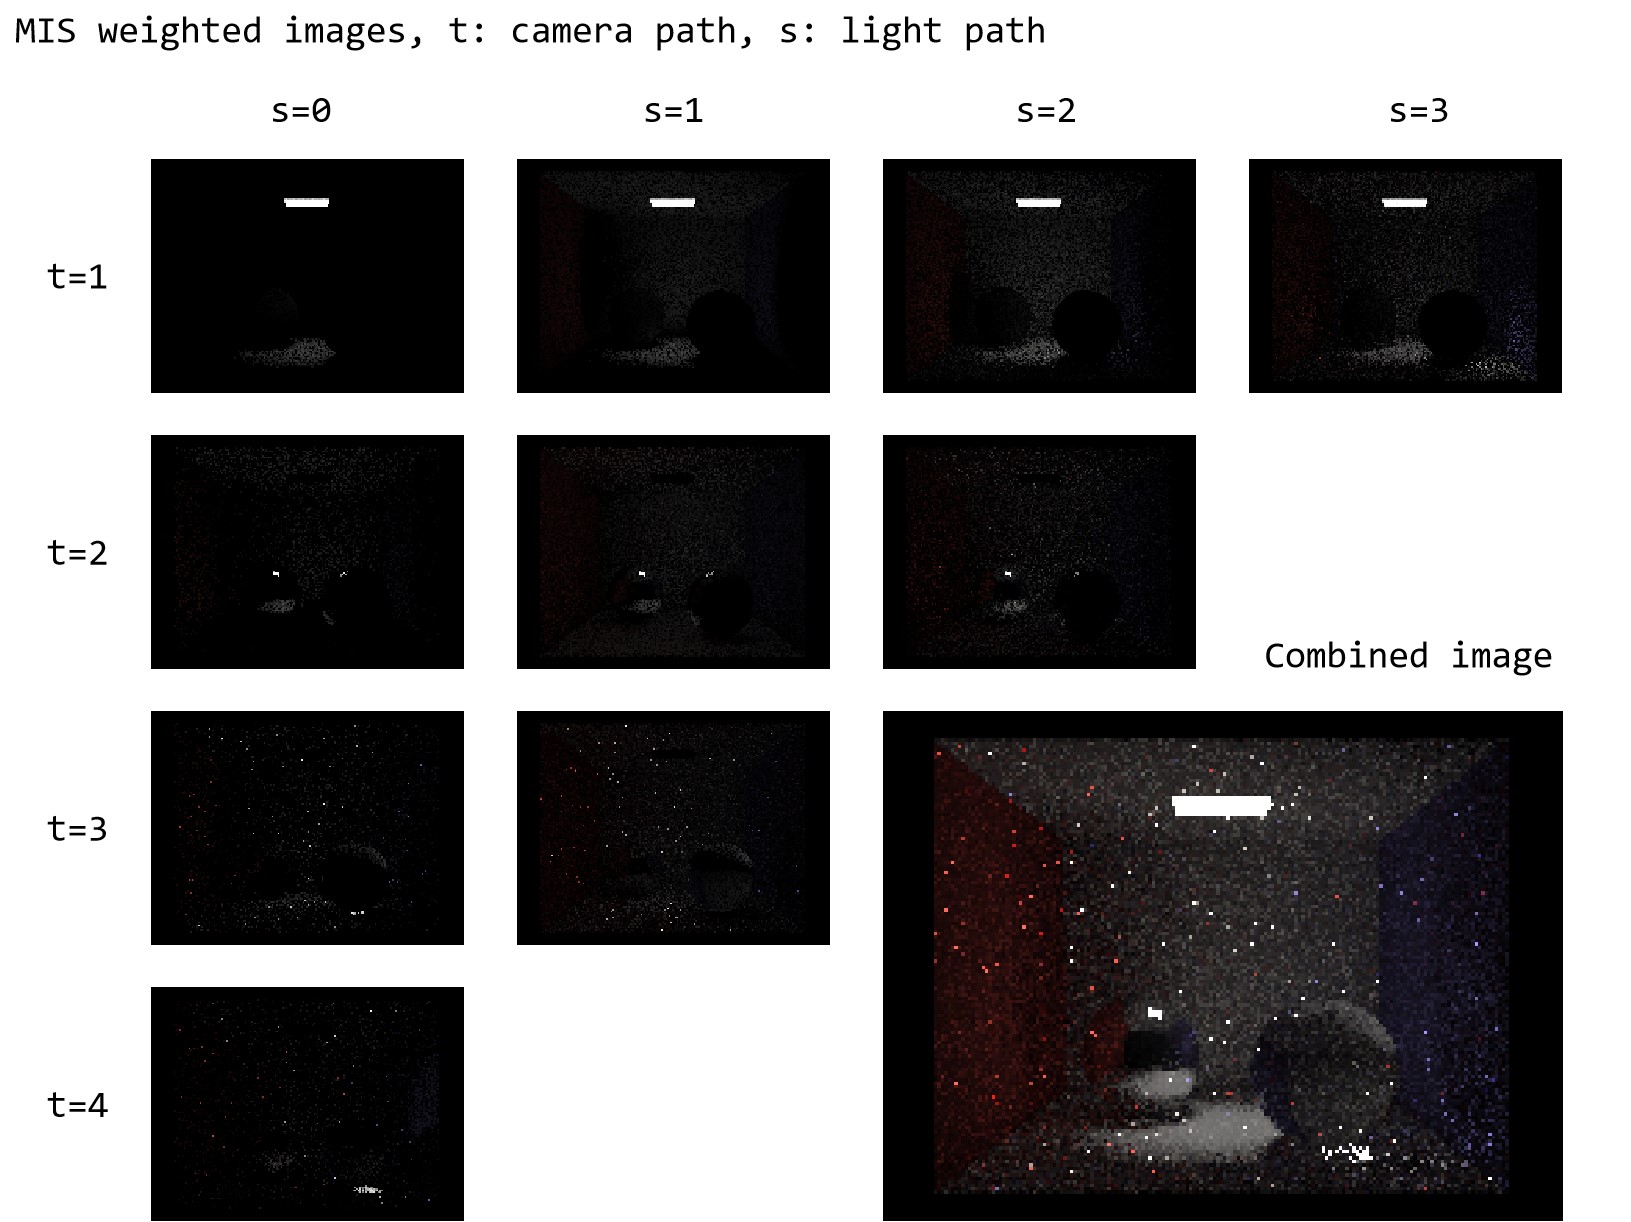 MIS weighted images, t: camera path, s: light path
s=0 s=1 s=2 s=3
t=1
t=2
Combined image
t=3
t=4